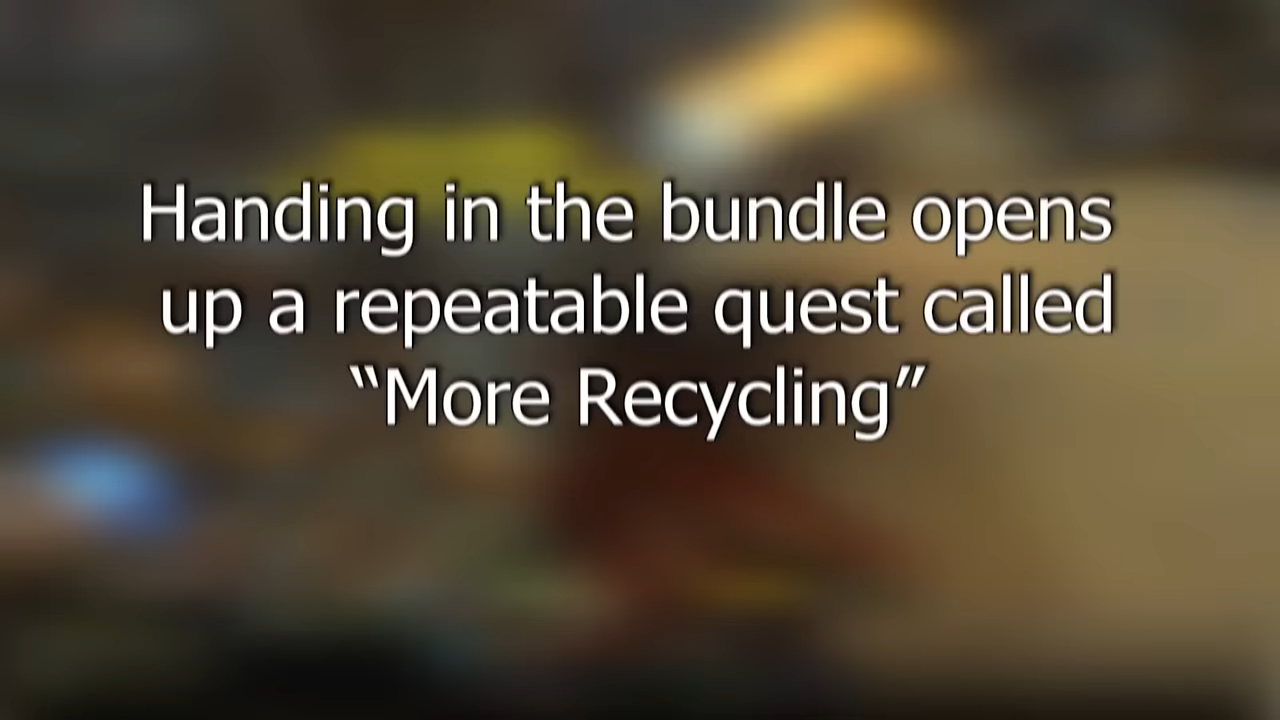 Handing in the bundle opens
up a repeatable quest called
“More Recycling”